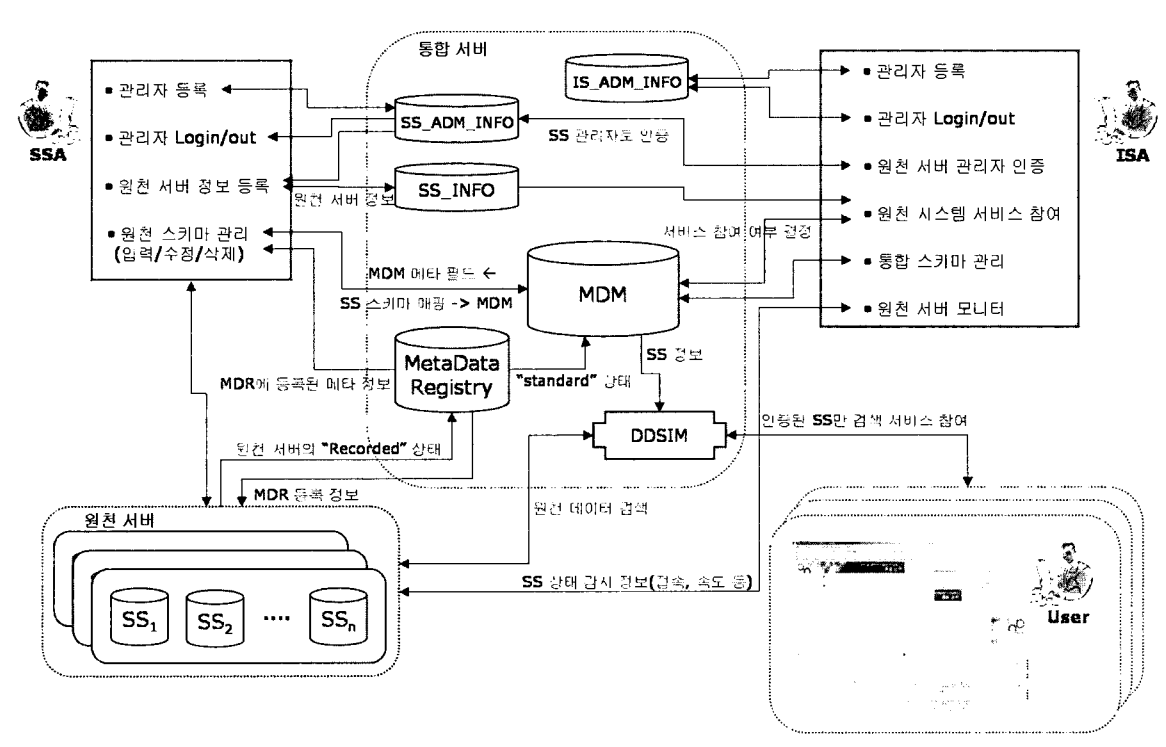 통합 서버
IS_ADM_INFO
SS_ADM_INFO
SS 관리자로 인증
SS_INFO
원천 서버 정보
SSA
▪ 관리자 등록
▪ 관리자 Login/out
▪ 원천 서버 정보 등록
▪ 원천 스키마 관리
(입력/수정/삭제)
ISA
▪ 관리자 등록
▪ 관리자 Login/out
▪ 원천 서버 관리자 인증
▪ 원천 시스템 서비스 참여
▪ 통합 스키마 관리
▪ 원천 서버 모니터
서비스 참여 여부 결정
MDM 메타 필드 ←
SS 스키마 매핑 -> MDM
MDM
MetaData
Registry
MDR에 등록된 메타 정보
"standard" 상태
SS 정보
DDSIM
인증된 SS만 검색 서비스 참여
원천 서버의 "Recorded" 상태
MDR 등록 정보
원천 데이터 검색
SS 상태 감시 정보(접속, 속도 등)
원천 서버
SS1
SS2
....
SSn
User